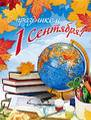 с праздником
1 Сентября!